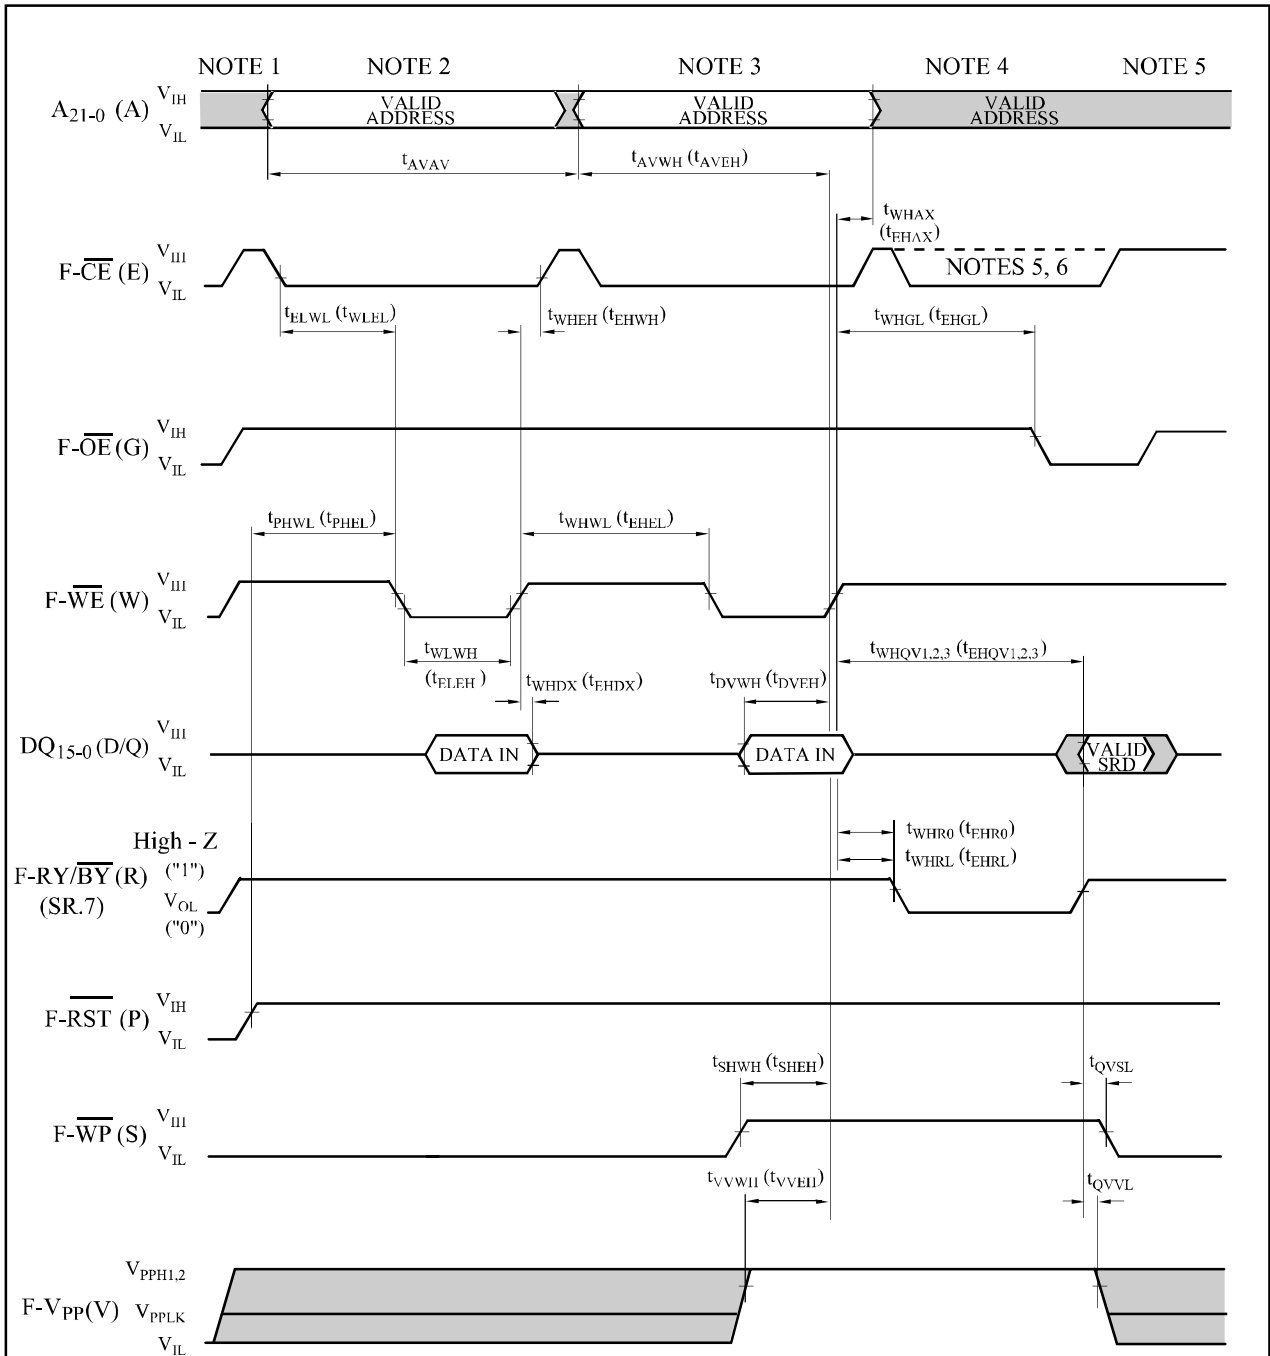 NOTE 1 NOTE 2 NOTE 3 NOTE 4 NOTE 5
A21-0 (A) VIH VIL
VALID ADDRESS VALID ADDRESS VALID ADDRESS
tAVAV tAVWH (tAVEH)
tWHAX
(tEHAX)
F-CE (E) VIH VIL
NOTES 5, 6
tELWL (tWLEL) tWHEH (tEHWH) tWHGL (tEHGL)
F-OE (G) VIH VIL
tPHWL (tPHEL) tWHWL (tEHEL)
F-WE (W) VIH VIL
tWLWH
(tELEH)
tWHDX (tEHDX) tDVWH (tDVEH) tWHQV1,2,3 (tEHQV1,2,3)
DQ15-0 (D/Q) VIH VIL
DATA IN DATA IN VALID SRD
High - Z
("1")
F-RY/BY (R)
(SR.7)
VOL
("0")
tWHR0 (tEHR0)
tWHRL (tEHRL)
F-RST (P) VIH VIL
tSHWH (tSHEH) tQVSL
F-WP (S) VIH VIL
tVVWH (tVVEH) tQVVL
F-VPP (V) VPPH1,2
VPPLK
VIL